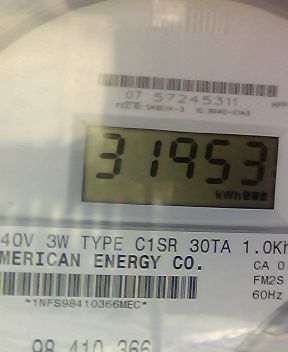 07 57245311
31953
kWh
40V 3W TYPE C1SR 30TA 1.0Kh
MERICAN ENERGY CO.
CA 0
FM2S
60Hz
*1NFS98410366MEC*
98 410 366